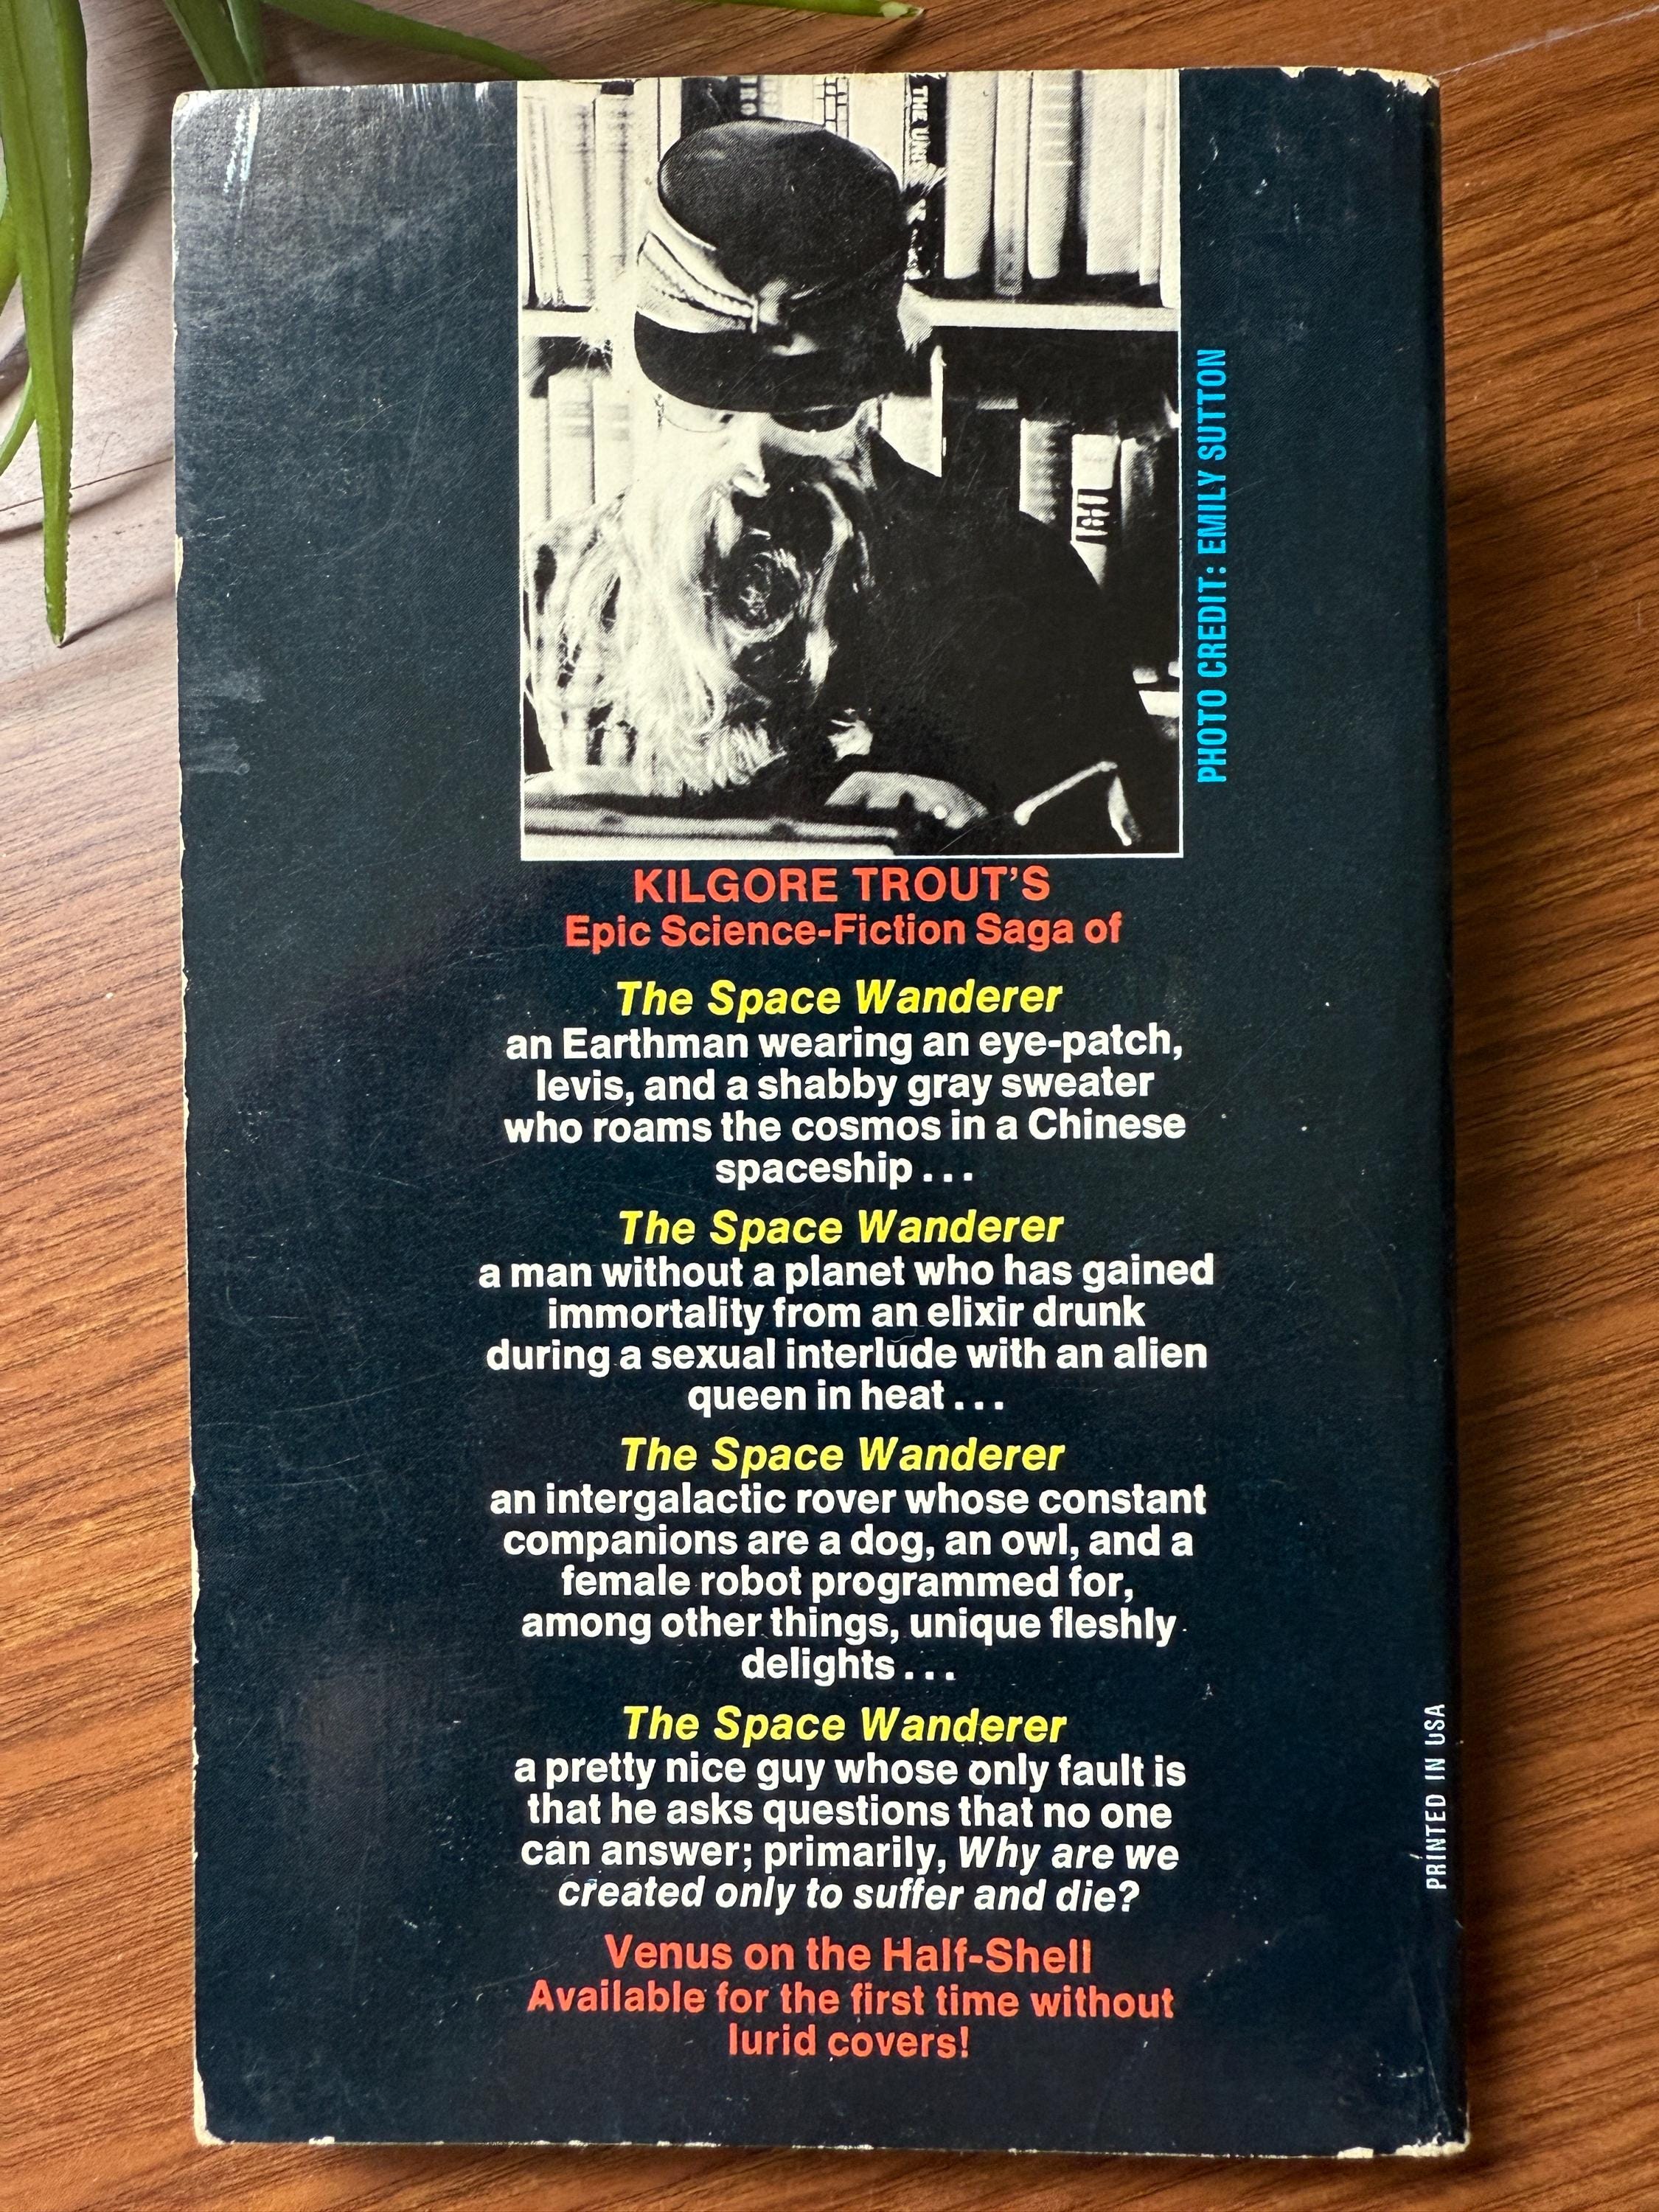 THE UNI
PHOTO CREDIT: EMILY SUTTON
KILGORE TROUT'S
Epic Science-Fiction Saga of
The Space Wanderer
an Earthman wearing an eye-patch,
levis, and a shabby gray sweater
who roams the cosmos in a Chinese
spaceship . . .
The Space Wanderer
a man without a planet who has gained
immortality from an elixir drunk
during a sexual interlude with an alien
queen in heat . . .
The Space Wanderer
an intergalactic rover whose constant
companions are a dog, an owl, and a
female robot programmed for,
among other things, unique fleshly
delights . . .
The Space Wanderer
a pretty nice guy whose only fault is
that he asks questions that no one
can answer; primarily, Why are we
created only to suffer and die?
Venus on the Half-Shell
Available for the first time without
lurid covers!
PRINTED IN USA